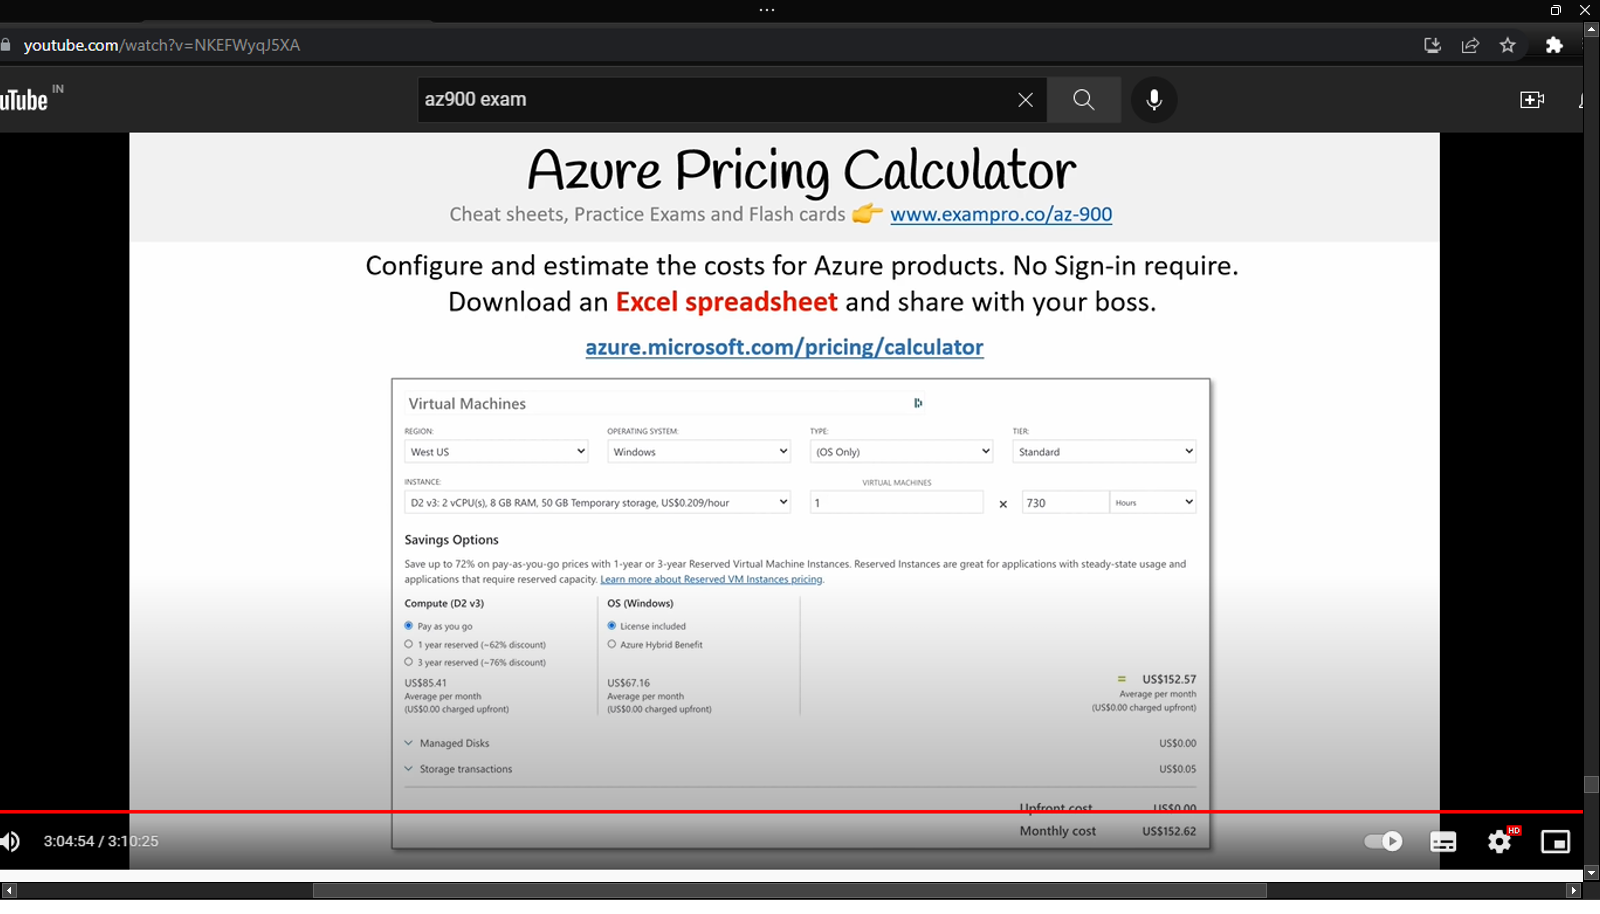 ...
youtube.com/watch?v=NKEFWyqJ5XA
uTube IN
az900 exam
Azure Pricing Calculator
Cheat sheets, Practice Exams and Flash cards 👉 www.exampro.co/az-900
Configure and estimate the costs for Azure products. No Sign-in require.
Download an Excel spreadsheet and share with your boss.
azure.microsoft.com/pricing/calculator
Virtual Machines
REGION: OPERATING SYSTEM: TYPE: TIER:
West US Windows (OS Only) Standard
INSTANCE: VIRTUAL MACHINES
D2 v3: 2 vCPU(s), 8 GB RAM, 50 GB Temporary storage, US$0.209/hour 1 × 730 Hours
Savings Options
Save up to 72% on pay-as-you-go prices with 1-year or 3-year Reserved Virtual Machine Instances. Reserved Instances are great for applications with steady-state usage and
applications that require reserved capacity. Learn more about Reserved VM Instances pricing.
Compute (D2 v3) OS (Windows)
Pay as you go License included
1 year reserved (~62% discount) Azure Hybrid Benefit
3 year reserved (~76% discount)
US$85.41 US$67.16 = US$152.57
Average per month Average per month Average per month
(US$0.00 charged upfront) (US$0.00 charged upfront) (US$0.00 charged upfront)
Managed Disks US$0.00
Storage transactions US$0.05
Upfront cost US$0.00
Monthly cost US$152.62
3:04:54 / 3:10:25 HD